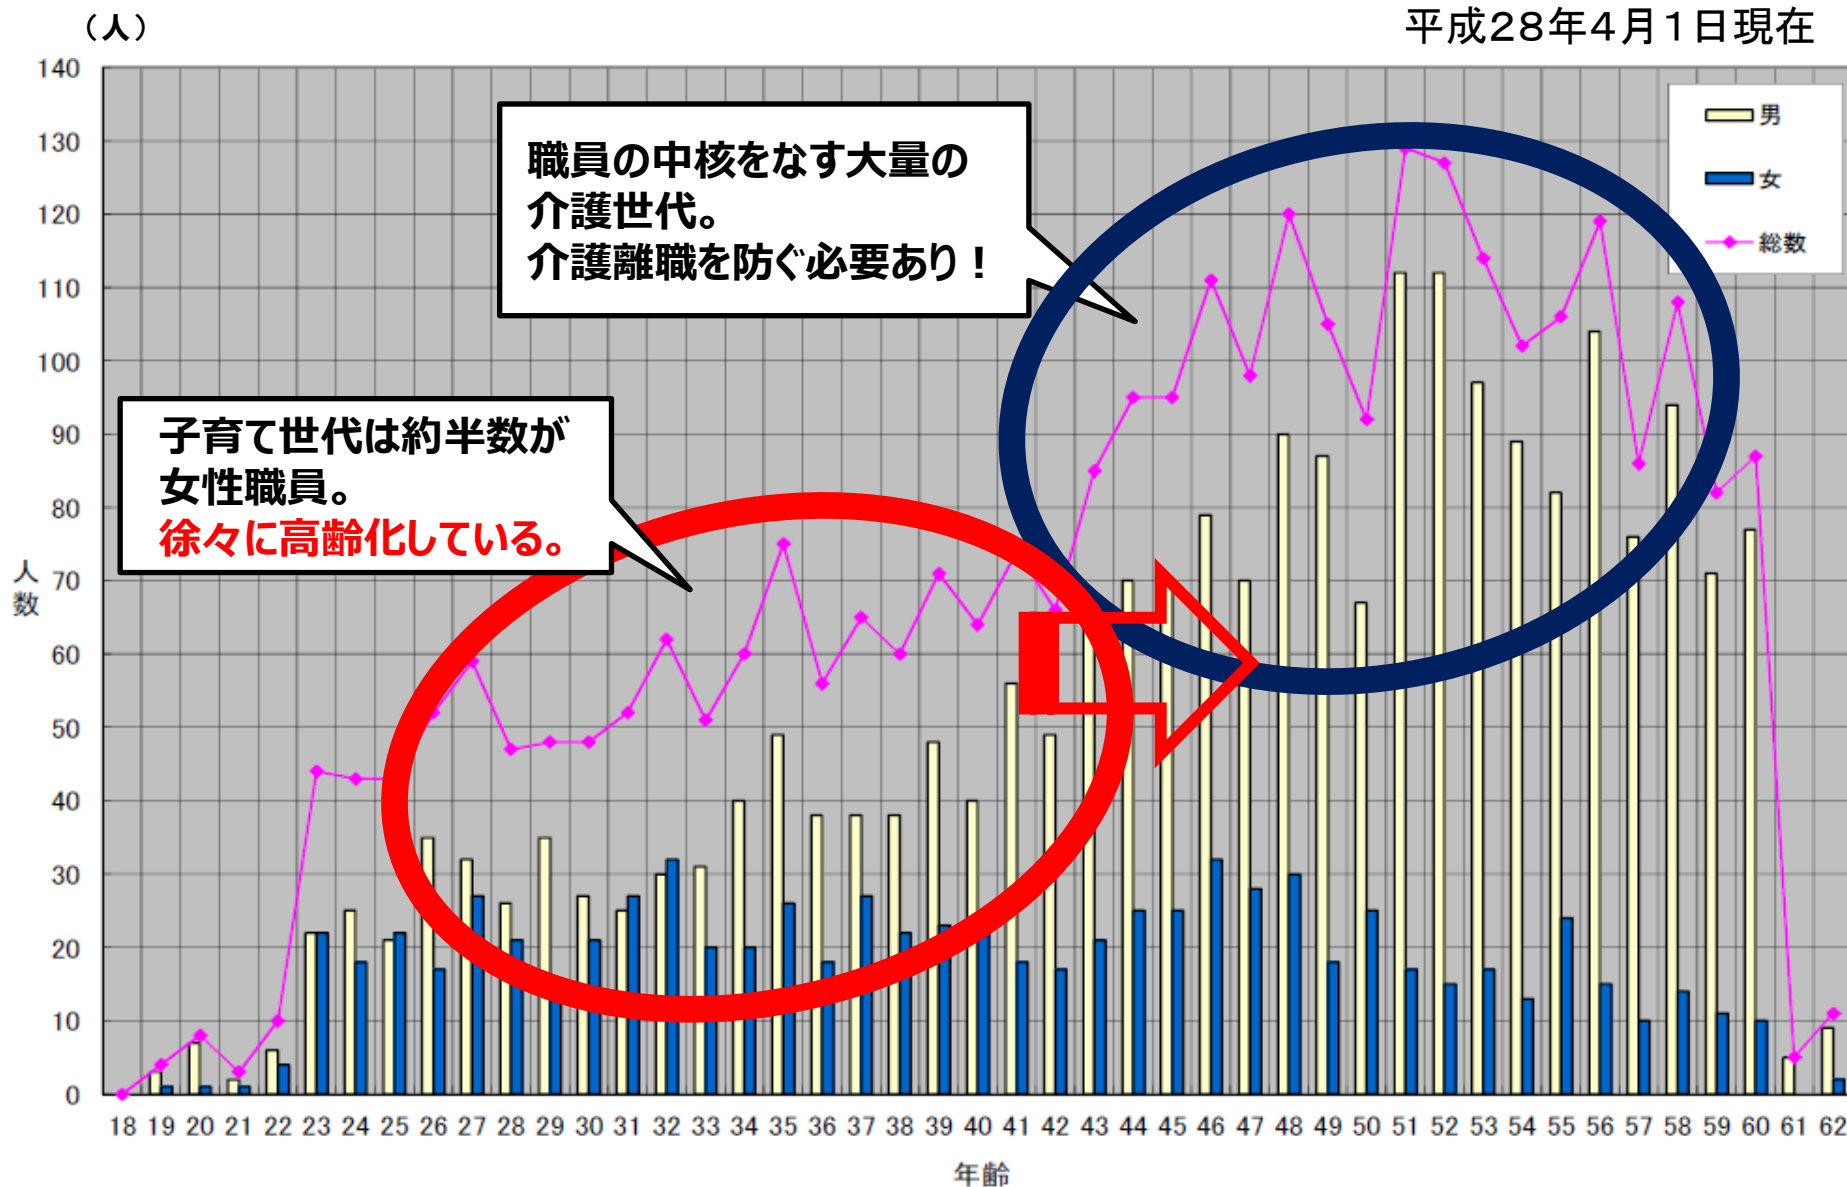 （人）
平成28年4月1日現在
140
130
120
110
100
90
80
70
60
50
40
30
20
10
0
人
数
男
女
総数
職員の中核をなす大量の
介護世代。
介護離職を防ぐ必要あり！
子育て世代は約半数が
女性職員。
徐々に高齢化している。
18 19 20 21 22 23 24 25 26 27 28 29 30 31 32 33 34 35 36 37 38 39 40 41 42 43 44 45 46 47 48 49 50 51 52 53 54 55 56 57 58 59 60 61 62
年齢